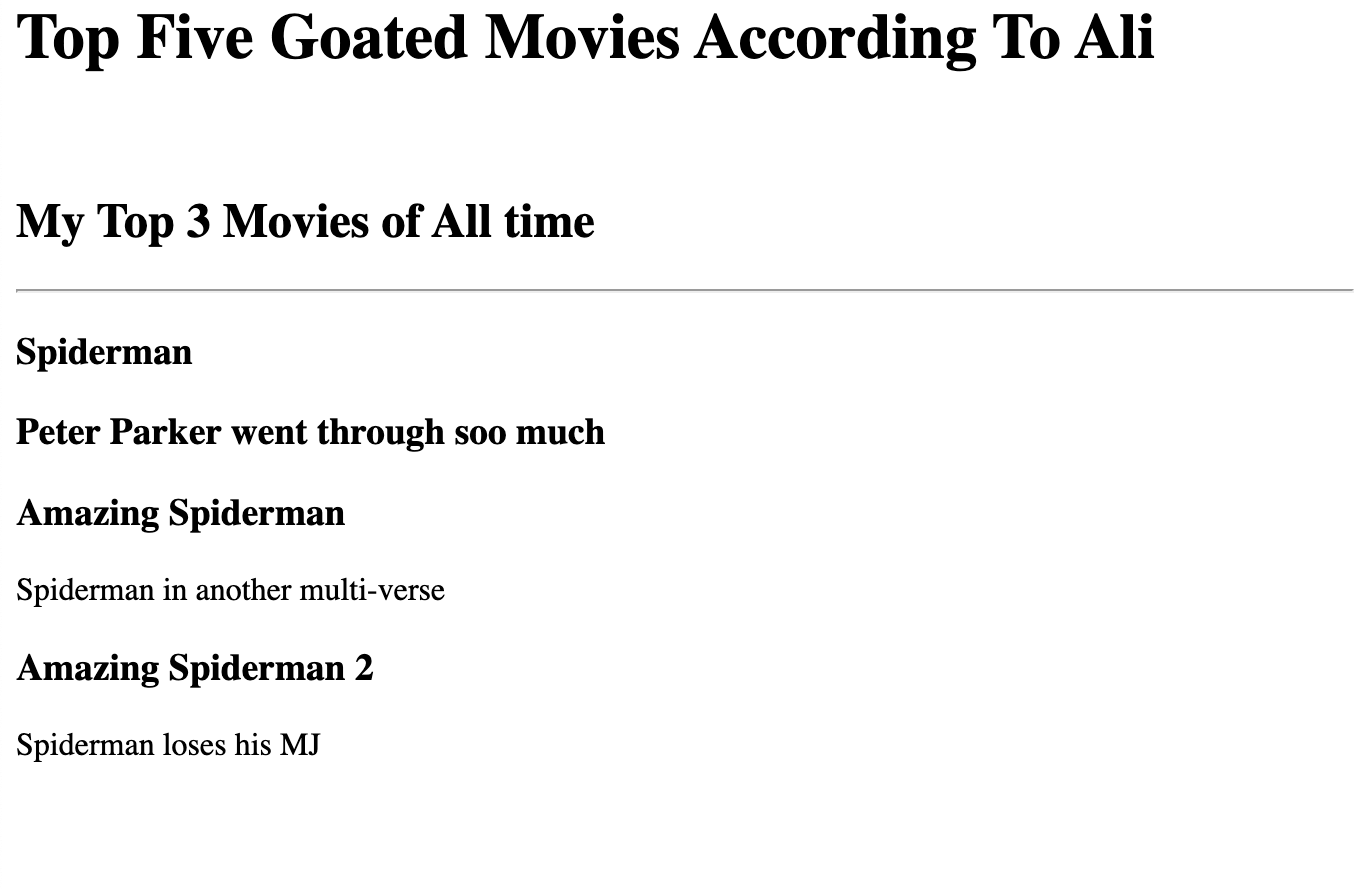 Top Five Goated Movies According To Ali
My Top 3 Movies of All time
Spiderman
Peter Parker went through soo much
Amazing Spiderman
Spiderman in another multi-verse
Amazing Spiderman 2
Spiderman loses his MJ